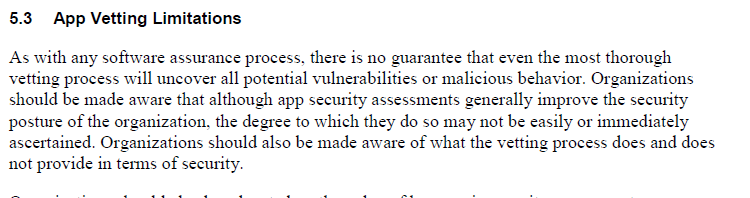 5.3 App Vetting Limitations
As with any software assurance process, there is no guarantee that even the most thorough
vetting process will uncover all potential vulnerabilities or malicious behavior. Organizations
should be made aware that although app security assessments generally improve the security
posture of the organization, the degree to which they do so may not be easily or immediately
ascertained. Organizations should also be made aware of what the vetting process does and does
not provide in terms of security.